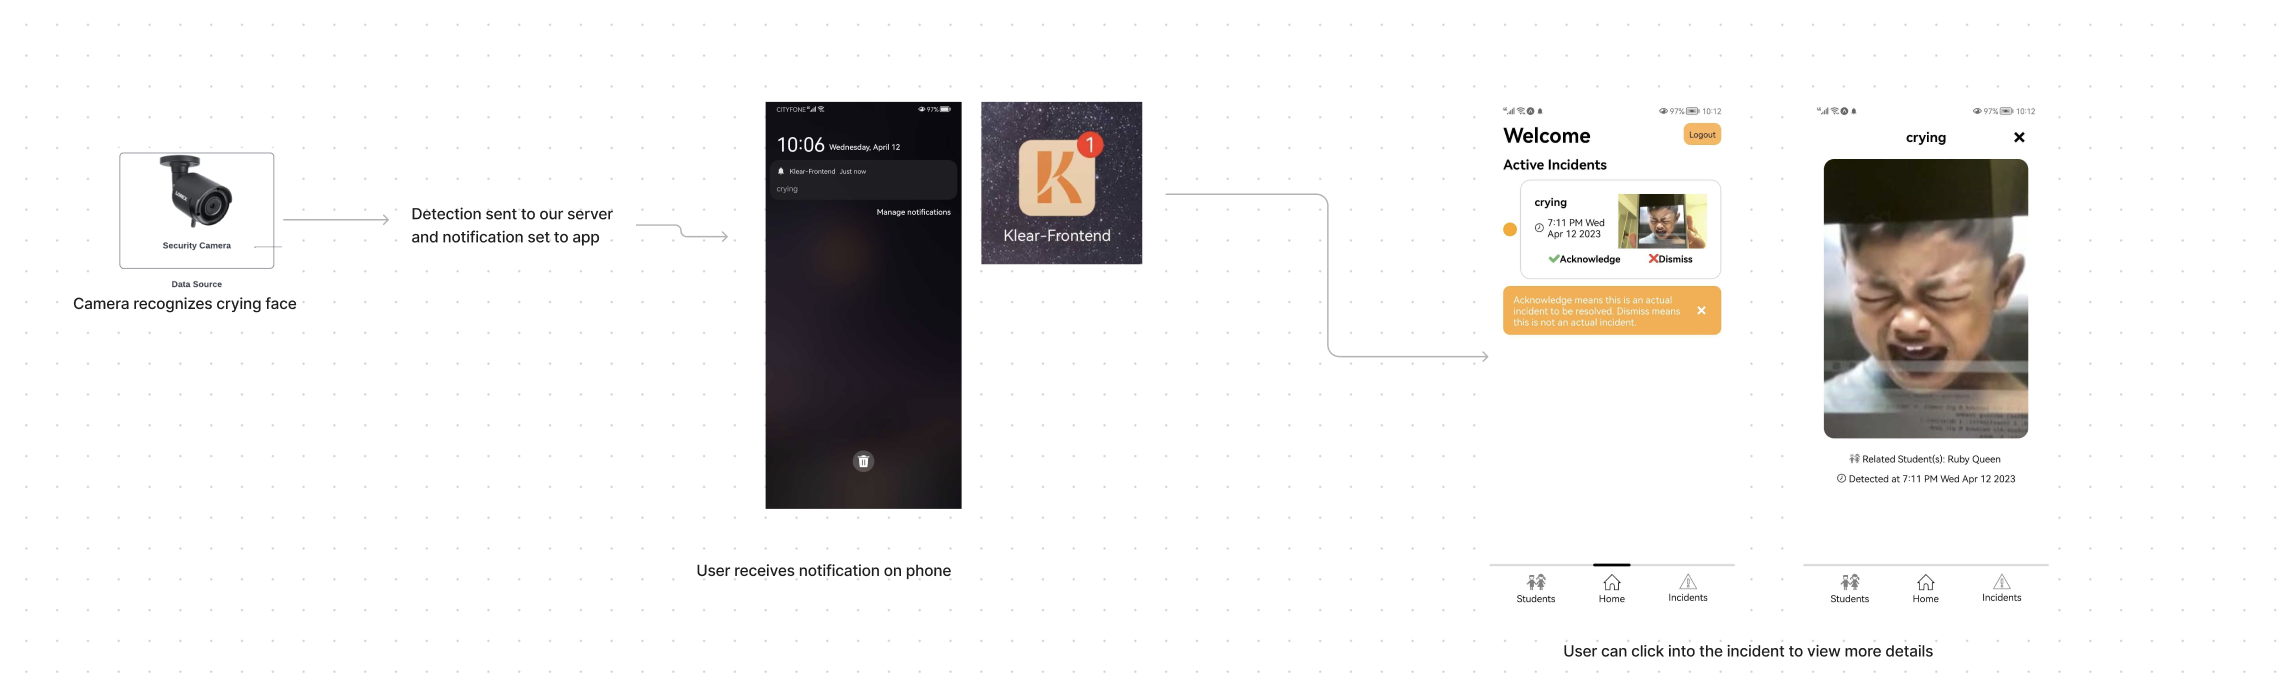 Security Camera
Data Source
Camera recognizes crying face
Detection sent to our server
and notification set to app
CITYFONE
97%
10:06 Wednesday, April 12
Klear-Frontend Just now
crying
Manage notifications
User receives notification on phone
K
1
Klear-Frontend
97% 10:12
Welcome
Logout
Active Incidents
crying
7:11 PM Wed
Apr 12 2023
Acknowledge
Dismiss
Acknowledge means this is an actual
incident to be resolved. Dismiss means
this is not an actual incident.
Students
Home
Incidents
97% 10:12
crying
Related Student(s): Ruby Queen
Detected at 7:11 PM Wed Apr 12 2023
Students
Home
Incidents
User can click into the incident to view more details